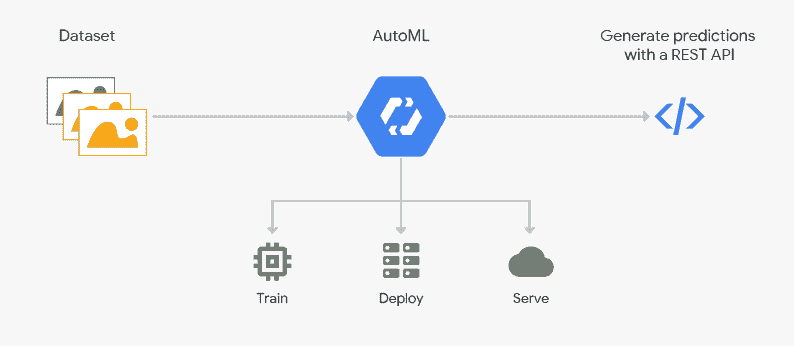 Dataset
AutoML
Generate predictions
with a REST API
Train
Deploy
Serve